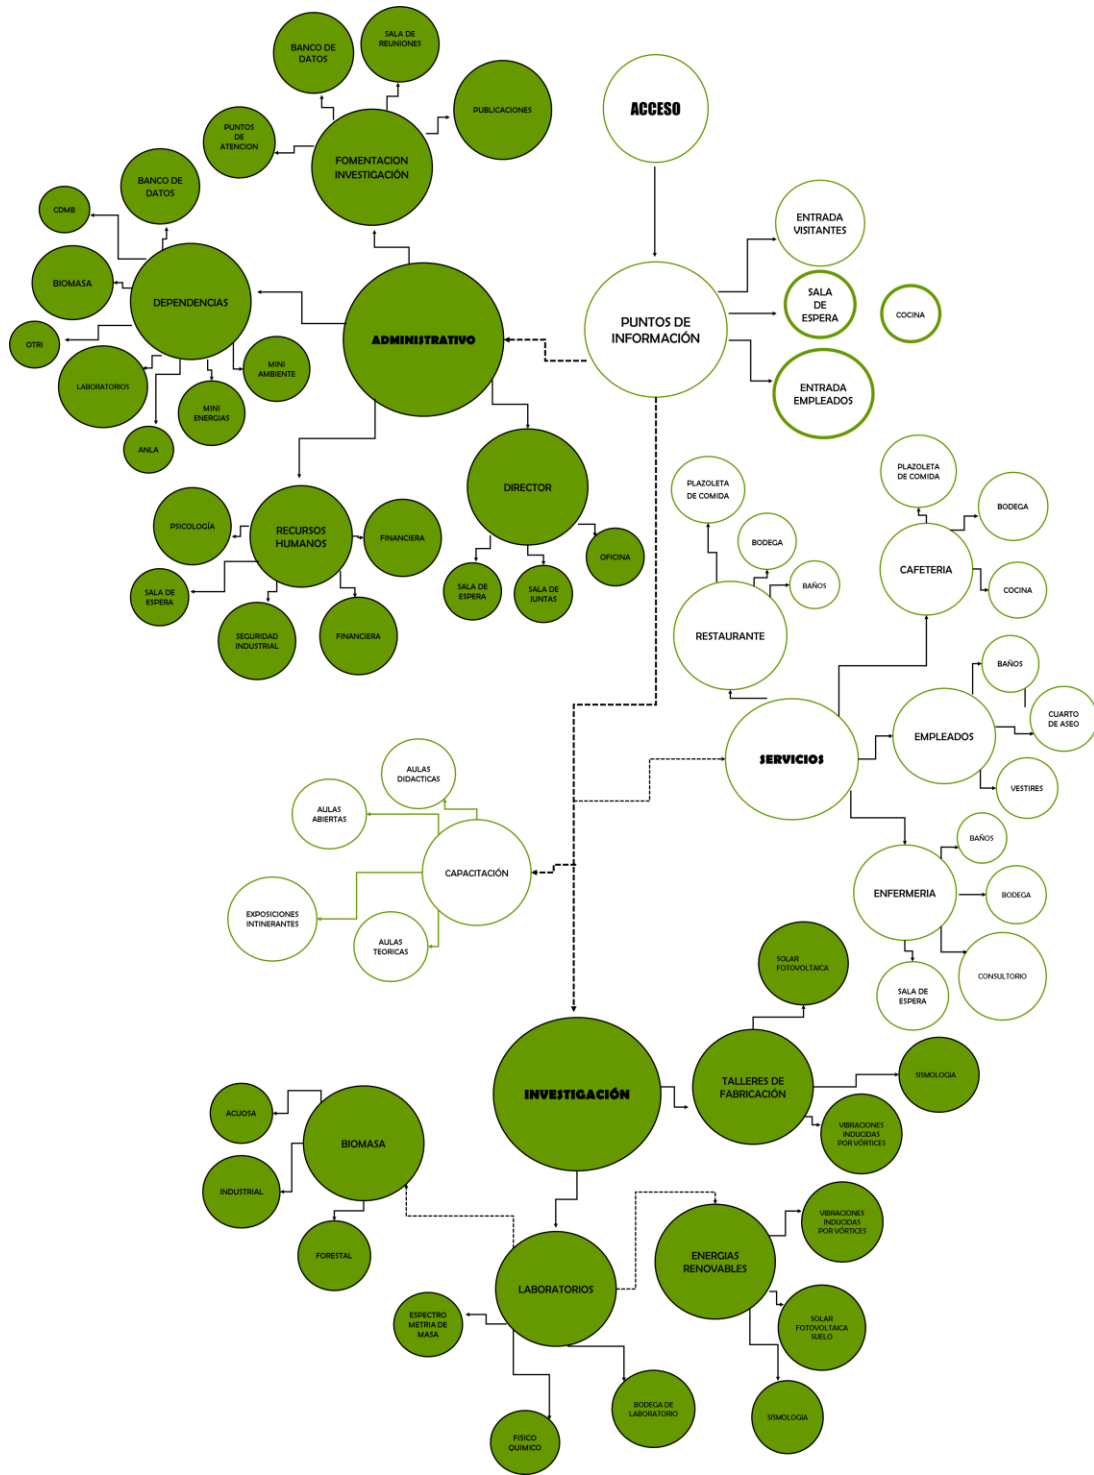 BANCO DE
DATOS
SALA DE
REUNIONES
PUBLICACIONES
PUNTOS
DE
ATENCION
FOMENTACION
INVESTIGACIÓN
ACCESO
BANCO DE
DATOS
CDMB
BIOMASA
DEPENDENCIAS
OTRI
LABORATORIOS
MINI
AMBIENTE
MINI
ENERGIAS
ANLA
ADMINISTRATIVO
PUNTOS DE
INFORMACIÓN
ENTRADA
VISITANTES
SALA
DE
ESPERA
COCINA
ENTRADA
EMPLEADOS
DIRECTOR
SALA DE
ESPERA
SALA DE
JUNTAS
OFICINA
PSICOLOGÍA
RECURSOS
HUMANOS
FINANCIERA
SALA DE
ESPERA
SEGURIDAD
INDUSTRIAL
FINANCIERA
PLAZOLETA
DE COMIDA
BODEGA
BAÑOS
RESTAURANTE
PLAZOLETA
DE COMIDA
BODEGA
CAFETERIA
COCINA
SERVICIOS
BAÑOS
EMPLEADOS
CUARTO
DE ASEO
VESTIRES
BAÑOS
ENFERMERIA
BODEGA
SALA DE
ESPERA
CONSULTORIO
AULAS
DIDACTICAS
AULAS
ABIERTAS
CAPACITACIÓN
EXPOSICIONES
INTINERANTES
AULAS
TEORICAS
SOLAR
FOTOVOLTAICA
INVESTIGACIÓN
TALLERES DE
FABRICACIÓN
SISMOLOGIA
VIBRACIONES
INDUCIDAS
POR VÓRTICES
ACUOSA
BIOMASA
INDUSTRIAL
FORESTAL
LABORATORIOS
ENERGIAS
RENOVABLES
VIBRACIONES
INDUCIDAS
POR VÓRTICES
SOLAR
FOTOVOLTAICA
SUELO
SISMOLOGIA
ESPECTRO
METRIA DE
MASA
FISICO
QUIMICO
BODEGA DE
LABORATORIO